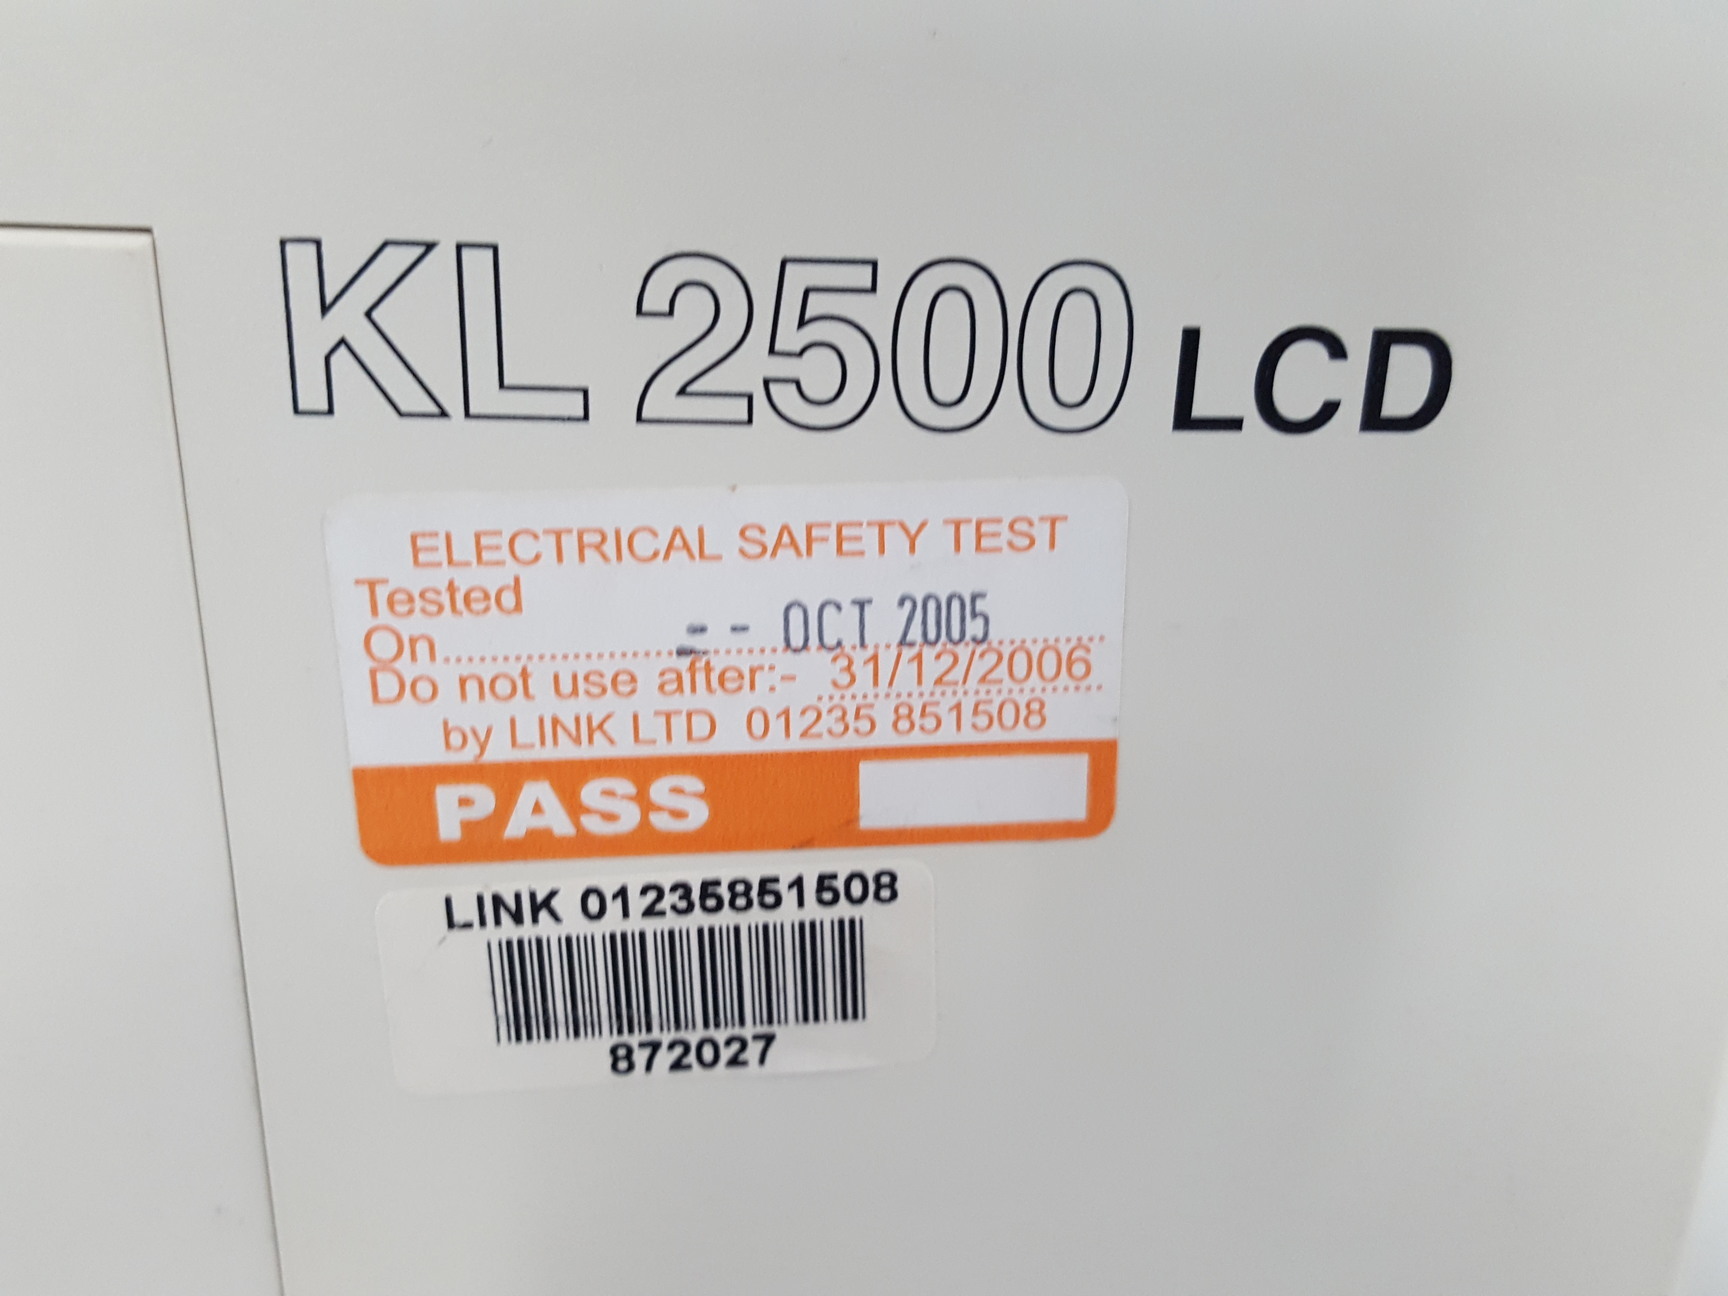 KL 2500 LCD
ELECTRICAL SAFETY TEST
Tested
On - - OCT 2005
Do not use after:- 31/12/2006
by LINK LTD 01235 851508
PASS
LINK 01235851508
872027